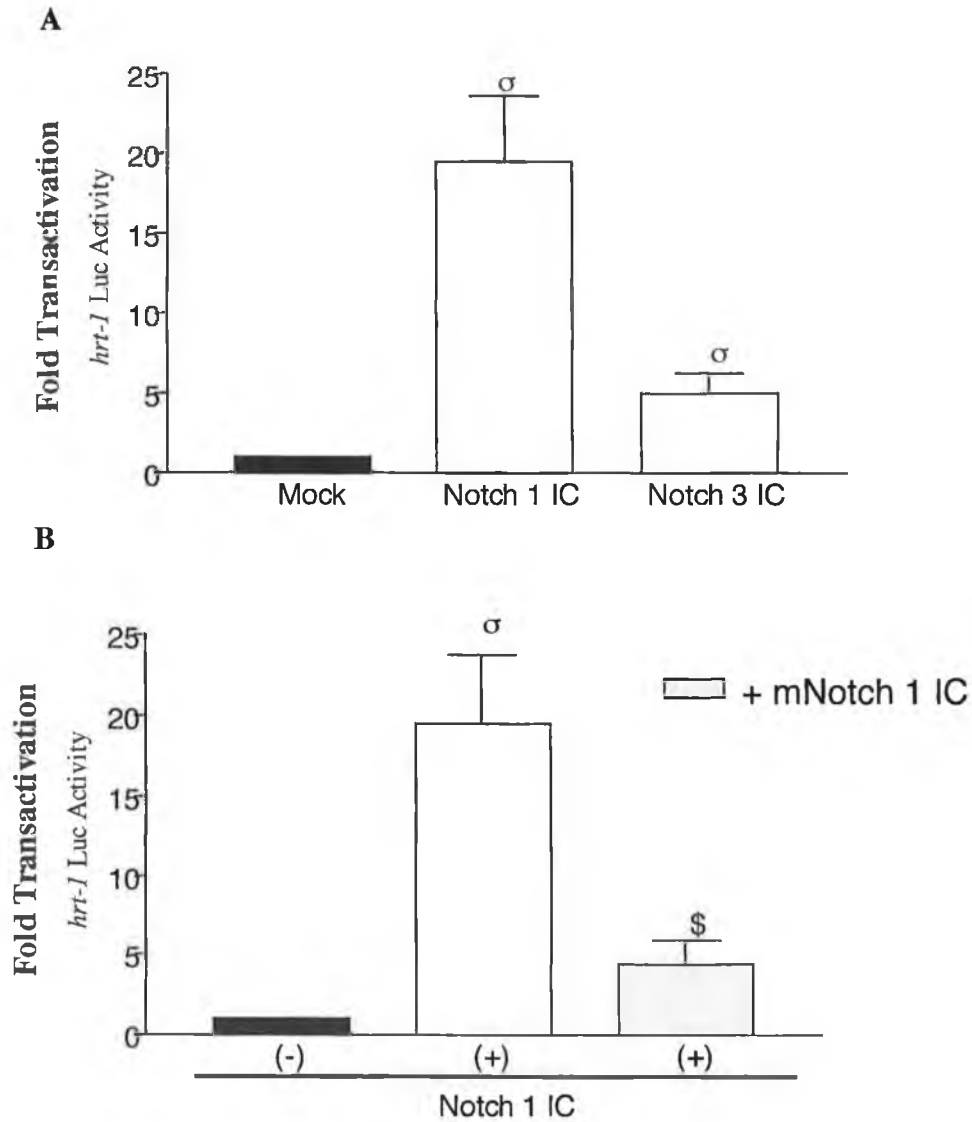 A
Fold Transactivation
hrt-1 Luc Activity
25
20
15
10
5
0
σ
σ
Mock
Notch 1 IC
Notch 3 IC
B
Fold Transactivation
hrt-1 Luc Activity
25
20
15
10
5
0
σ
$
+ mNotch 1 IC
(-)
(+)
(+)
Notch 1 IC